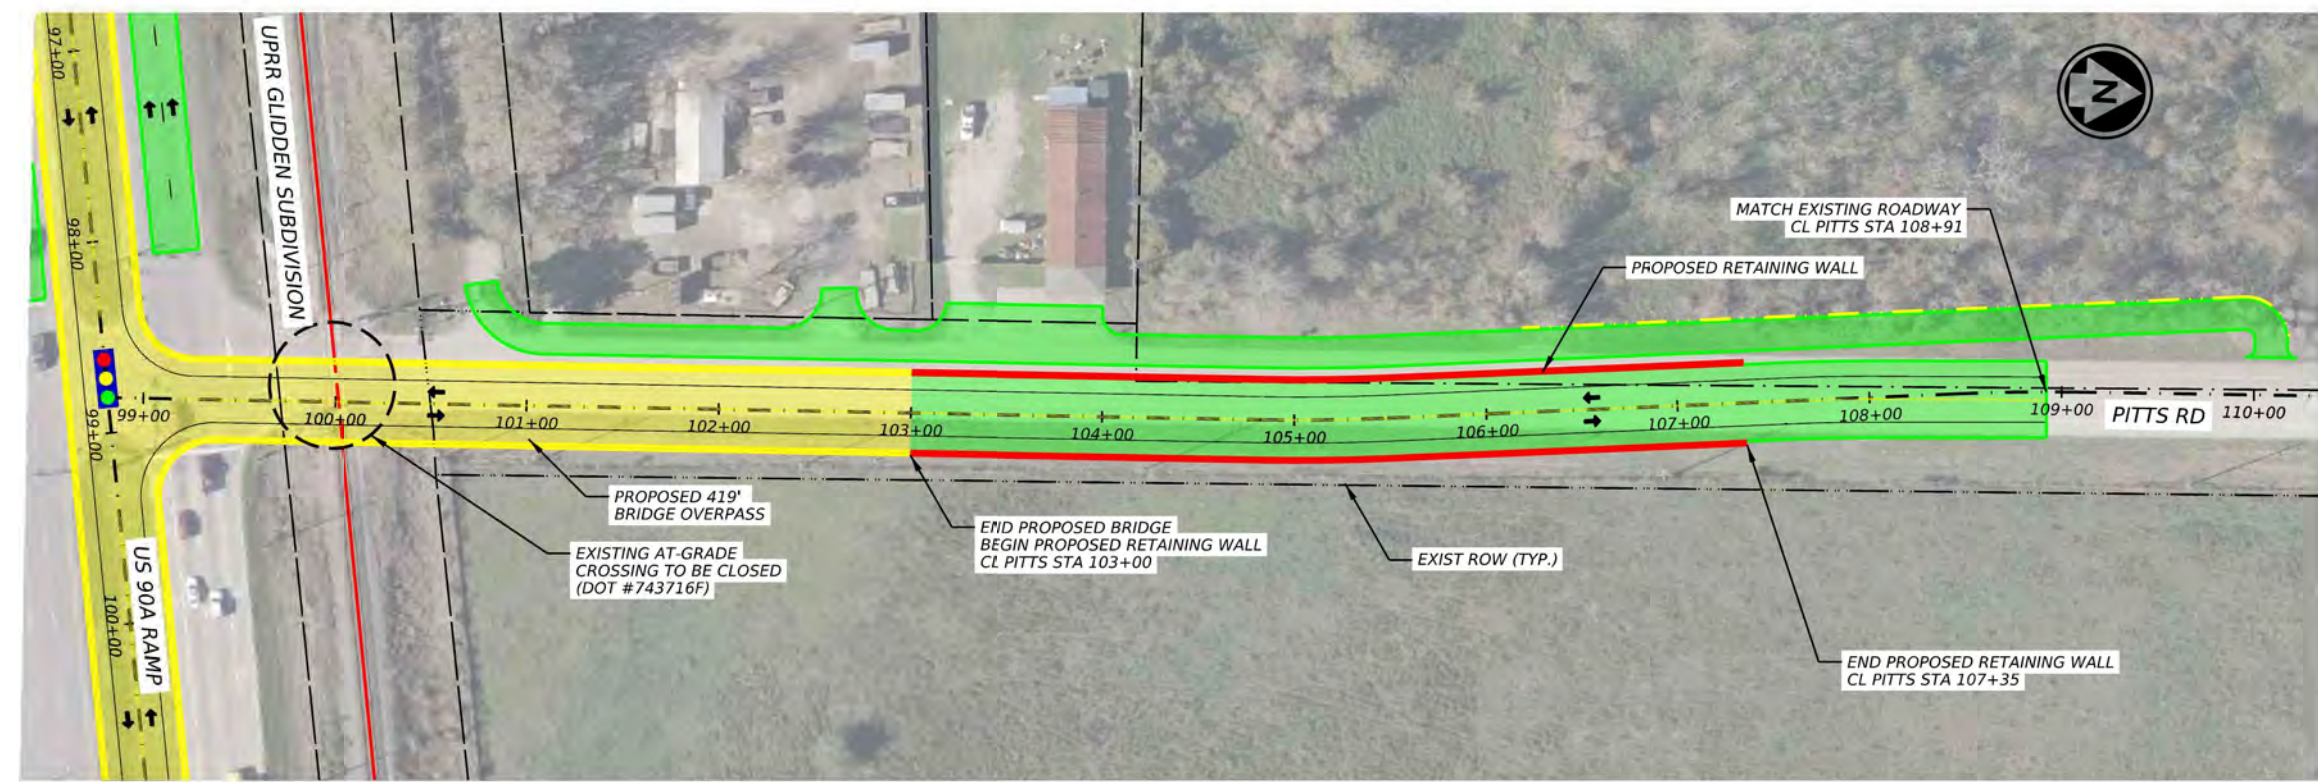 97+00
98+00
99+00
100+00
US 90A RAMP
UPRR GLIDDEN SUBDIVISION
N
MATCH EXISTING ROADWAY
CL PITTS STA 108+91
PROPOSED RETAINING WALL
99+00
100+00
101+00
102+00
103+00
104+00
105+00
106+00
107+00
108+00
109+00
110+00
PITTS RD
PROPOSED 419'
BRIDGE OVERPASS
EXISTING AT-GRADE
CROSSING TO BE CLOSED
(DOT #743716F)
END PROPOSED BRIDGE
BEGIN PROPOSED RETAINING WALL
CL PITTS STA 103+00
EXIST ROW (TYP.)
END PROPOSED RETAINING WALL
CL PITTS STA 107+35